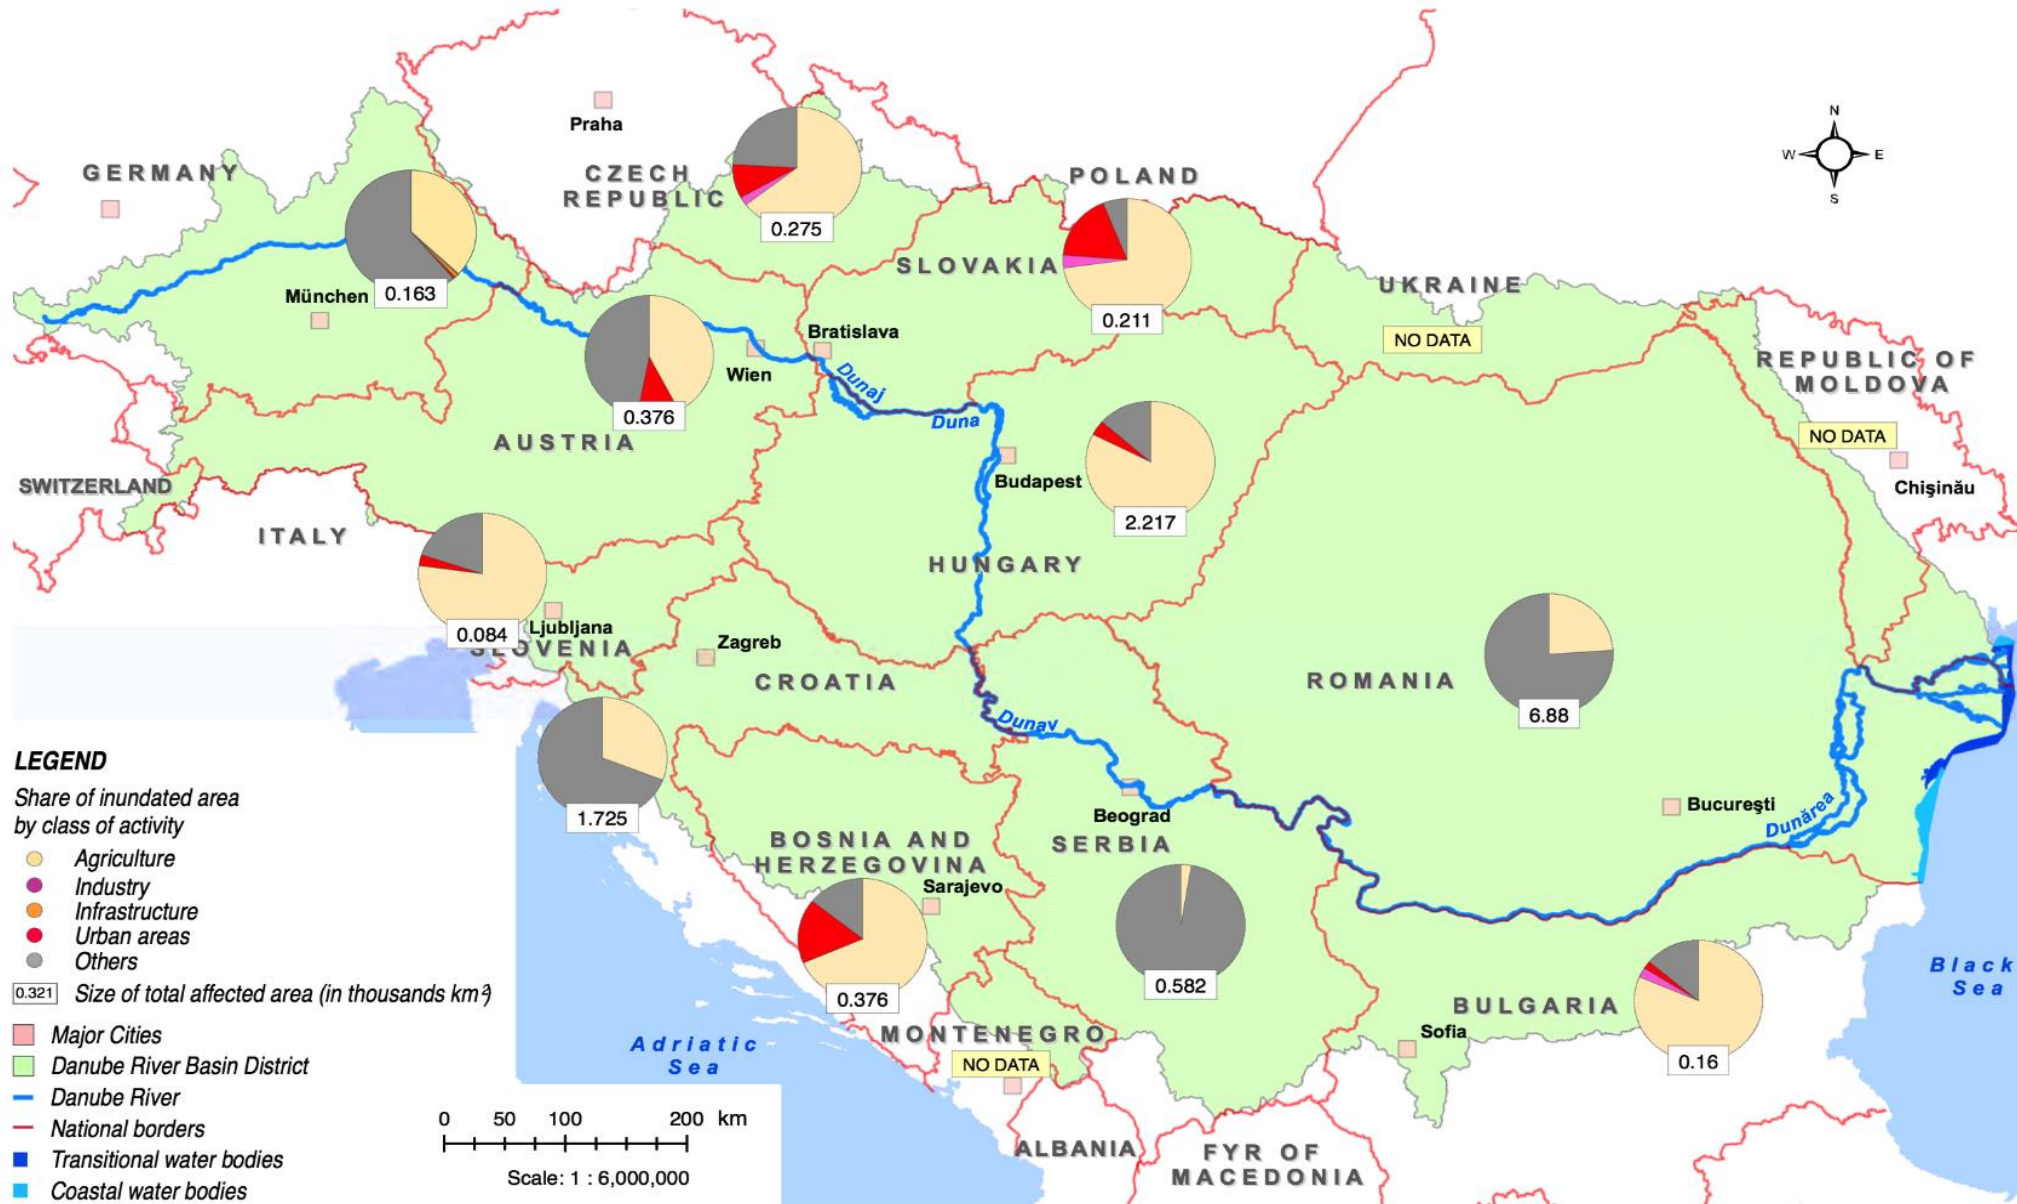 N
W
E
S
Praha
GERMANY
CZECH
REPUBLIC
POLAND
0.275
SLOVAKIA
UKRAINE
München
0.163
0.211
NO DATA
Bratislava
REPUBLIC OF
MOLDOVA
Wien
Dunaj
0.376
Duna
AUSTRIA
NO DATA
SWITZERLAND
Budapest
Chişinău
ITALY
2.217
HUNGARY
0.084
Ljubljana
SLOVENIA
Zagreb
CROATIA
ROMANIA
6.88
Dunav
LEGEND
Share of inundated area
by class of activity
Agriculture
Industry
Infrastructure
Urban areas
Others
0.321
Size of total affected area (in thousands km²)
Major Cities
Danube River Basin District
Danube River
National borders
Transitional water bodies
Coastal water bodies
1.725
Beograd
Bucureşti
Dunărea
BOSNIA AND
HERZEGOVINA
SERBIA
Sarajevo
0.376
0.582
Black
Sea
BULGARIA
Sofia
0.16
Adriatic
Sea
MONTENEGRO
NO DATA
0 50 100 200 km
Scale: 1 : 6,000,000
ALBANIA
FYR OF
MACEDONIA